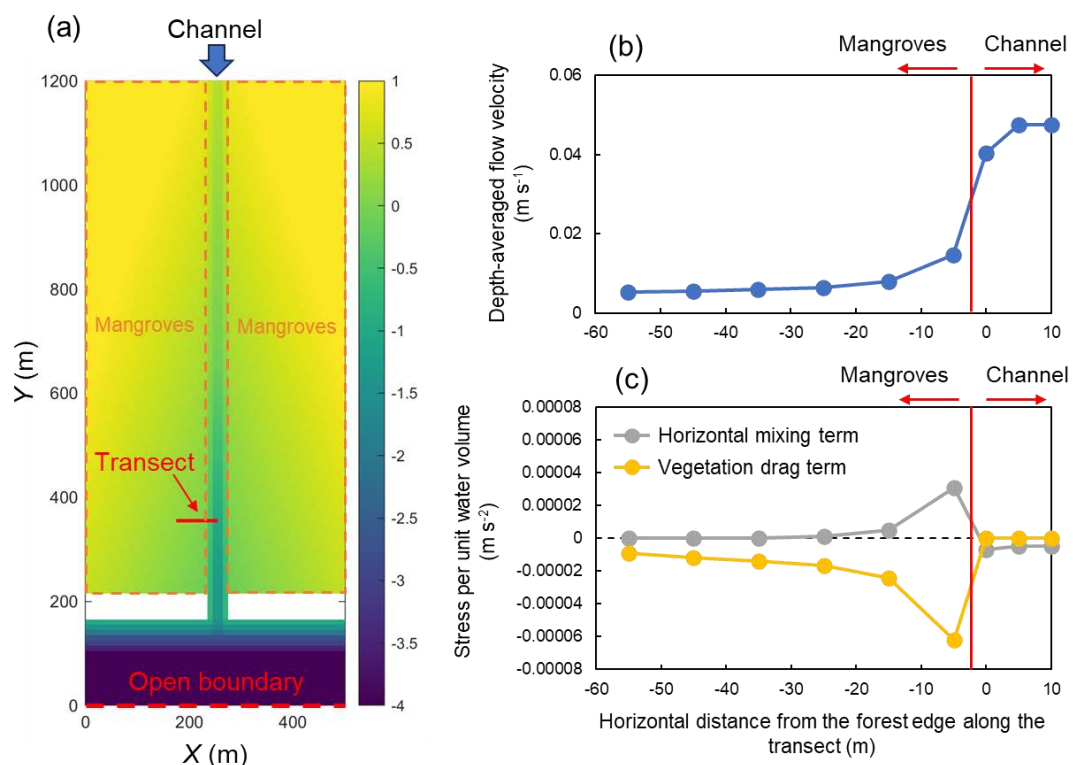 (a)
Channel
1200
1000
800
600
400
200
0
Y (m)
Mangroves
Mangroves
Transect
Open boundary
0
200
400
X (m)
1
0.5
0
-0.5
-1
-1.5
-2
-2.5
-3
-3.5
-4
(b)
Mangroves
Channel
0.06
0.04
0.02
0
Depth-averaged flow velocity
(m s-1)
-60
-50
-40
-30
-20
-10
0
10
(c)
Mangroves
Channel
0.00008
0.00006
0.00004
0.00002
0
-0.00002
-0.00004
-0.00006
-0.00008
Stress per unit water volume
(m s-2)
Horizontal mixing term
Vegetation drag term
-60
-50
-40
-30
-20
-10
0
10
Horizontal distance from the forest edge along the
transect (m)